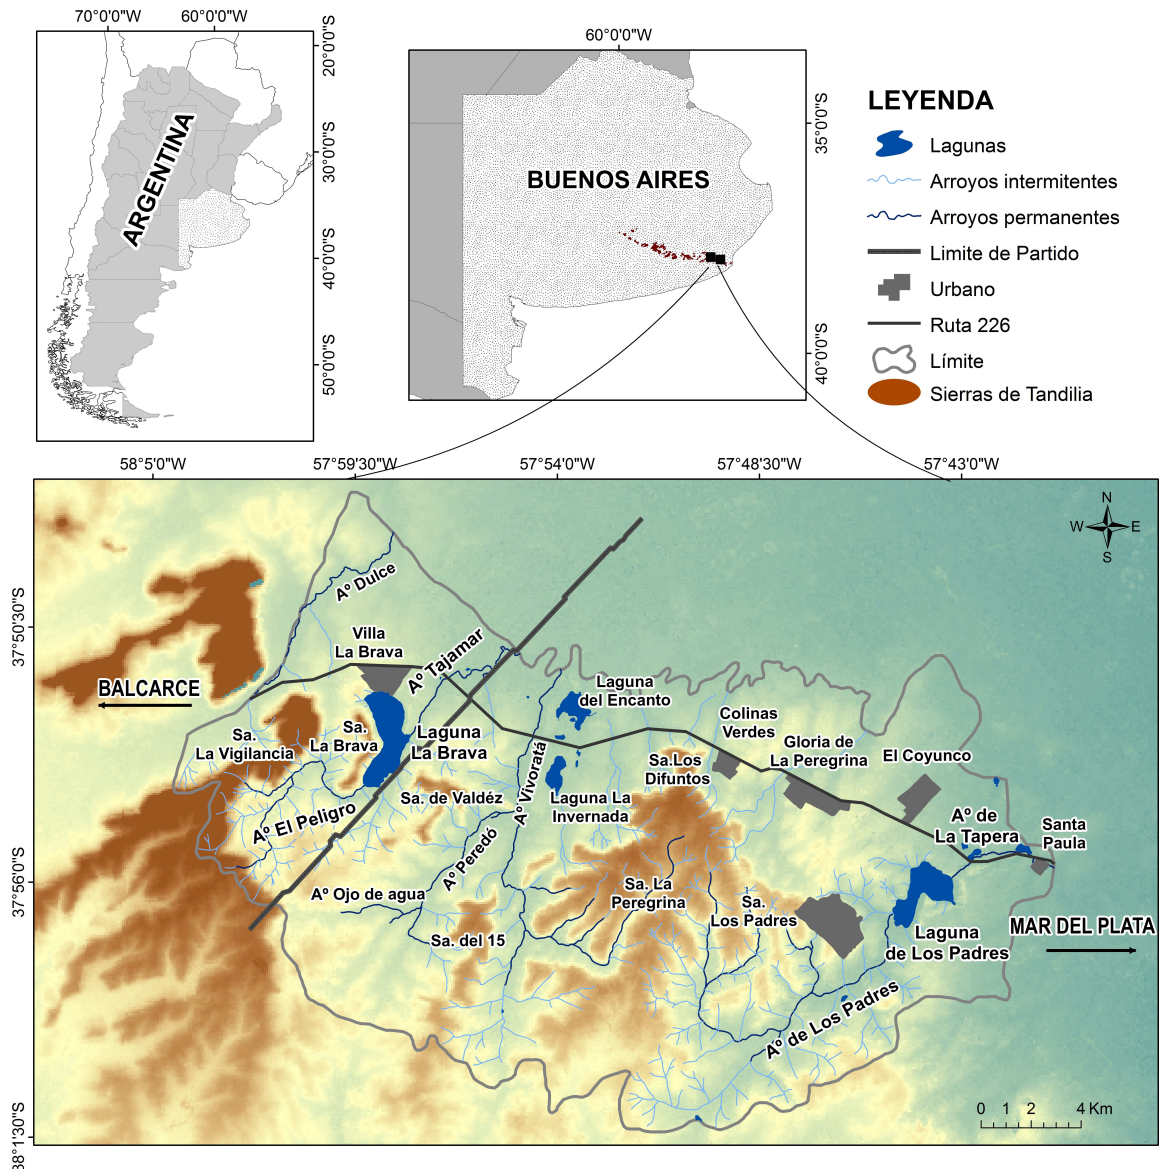 70°0'0"W
60°0'0"W
20°0'0"S
30°0'0"S
40°0'0"S
50°0'0"S
ARGENTINA
60°0'0"W
35°0'0"S
40°0'0"S
BUENOS AIRES
LEYENDA
Lagunas
Arroyos intermitentes
Arroyos permanentes
Limite de Partido
Urbano
Ruta 226
Límite
Sierras de Tandilia
58°5'0"W
57°59'30"W
57°54'0"W
57°48'30"W
57°43'0"W
37°50'30"S
37°56'0"S
38°1'30"S
N
W
E
S
Aº Dulce
Villa
La Brava
Aº Tajamar
BALCARCE
Laguna
del Encanto
Sa.
La Vigilancia
Sa.
La Brava
Laguna
La Brava
Colinas
Verdes
Gloria de
La Peregrina
El Coyunco
Sa.Los
Difuntos
Aº Vivoratá
Sa. de Valdéz
Laguna La
Invernada
Aº El Peligro
Aº de
La Tapera
Santa
Paula
Aº Peredó
Aº Ojo de agua
Sa. La
Peregrina
Sa.
Los Padres
Sa. del 15
Laguna
de Los Padres
MAR DEL PLATA
Aº de Los Padres
0 1 2 4 Km